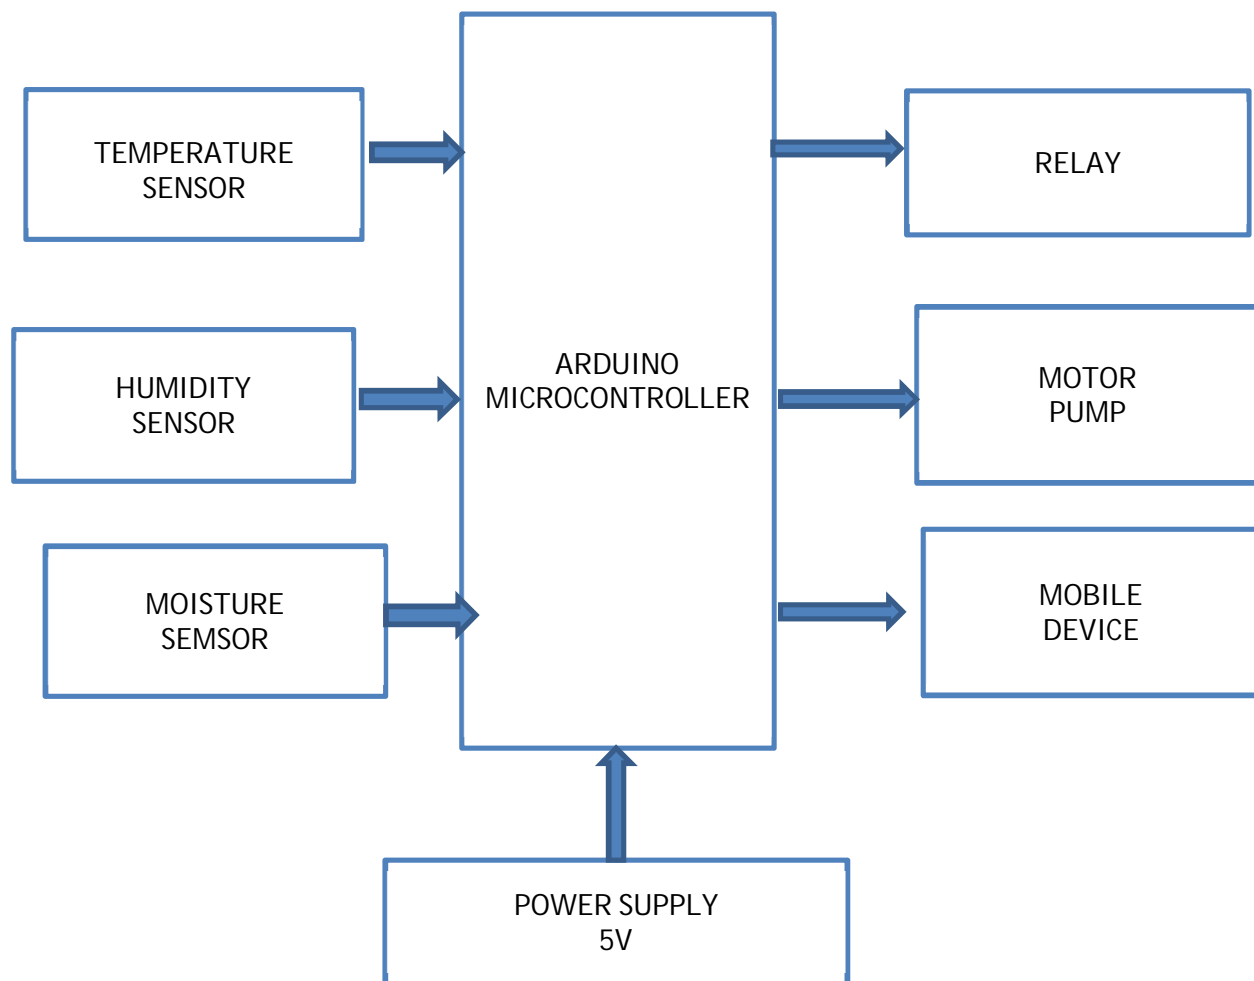 TEMPERATURE
SENSOR
RELAY
HUMIDITY
SENSOR
ARDUINO
MICROCONTROLLER
MOTOR
PUMP
MOISTURE
SEMSOR
MOBILE
DEVICE
POWER SUPPLY
5V